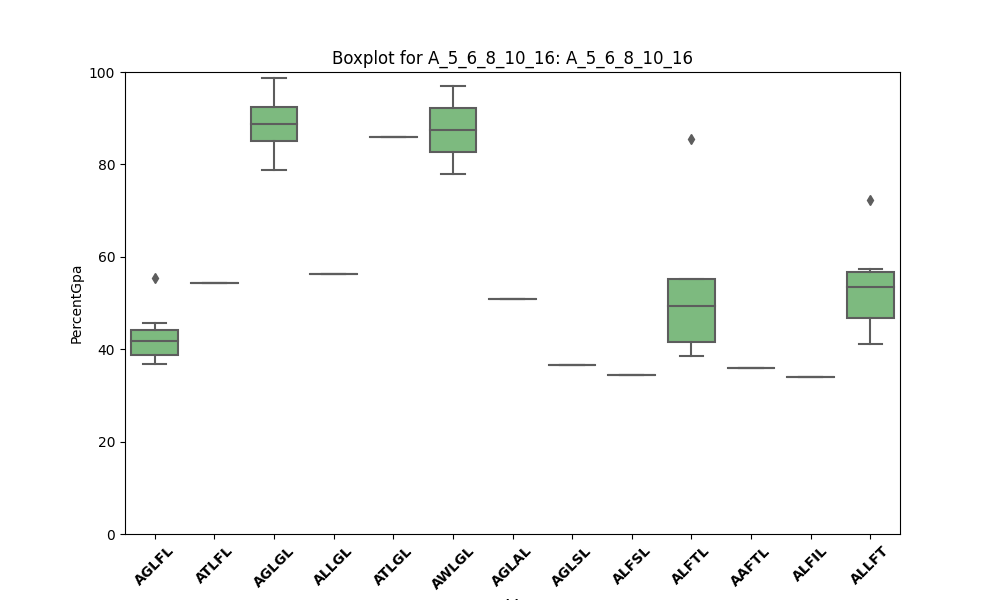 Boxplot for A_5_6_8_10_16: A_5_6_8_10_16
100
80
60
40
20
0
PercentGpa
AGLFL
ATLFL
AGLGL
ALLGL
ATLGL
AWLGL
AGLAL
AGLSL
ALFSL
ALFTL
AAFTL
ALFIL
ALLFT